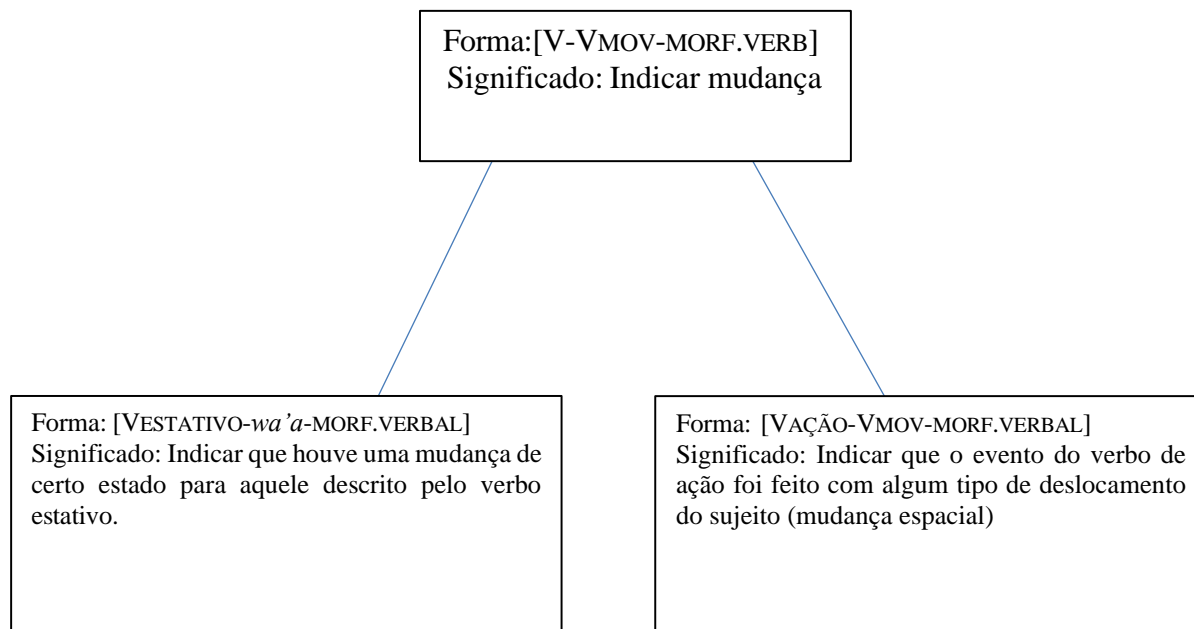 Forma:[V-VMOV-MORF.VERB]
Significado: Indicar mudança
Forma: [VESTATIVO-wa’a-MORF.VERBAL]
Significado: Indicar que houve uma mudança de
certo estado para aquele descrito pelo verbo
estativo.
Forma: [VAÇÃO-VMOV-MORF.VERBAL]
Significado: Indicar que o evento do verbo de
ação foi feito com algum tipo de deslocamento
do sujeito (mudança espacial)